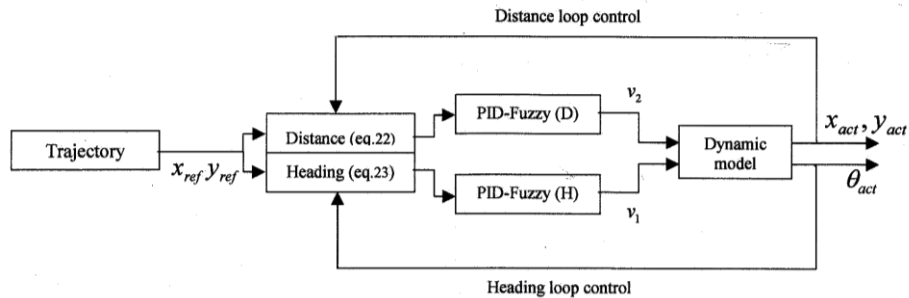 Distance loop control
Trajectory
x_ref y_ref
Distance (eq.22)
Heading (eq.23)
PID-Fuzzy (D)
PID-Fuzzy (H)
v_2
v_1
Dynamic
model
x_act, y_act
θ_act
Heading loop control